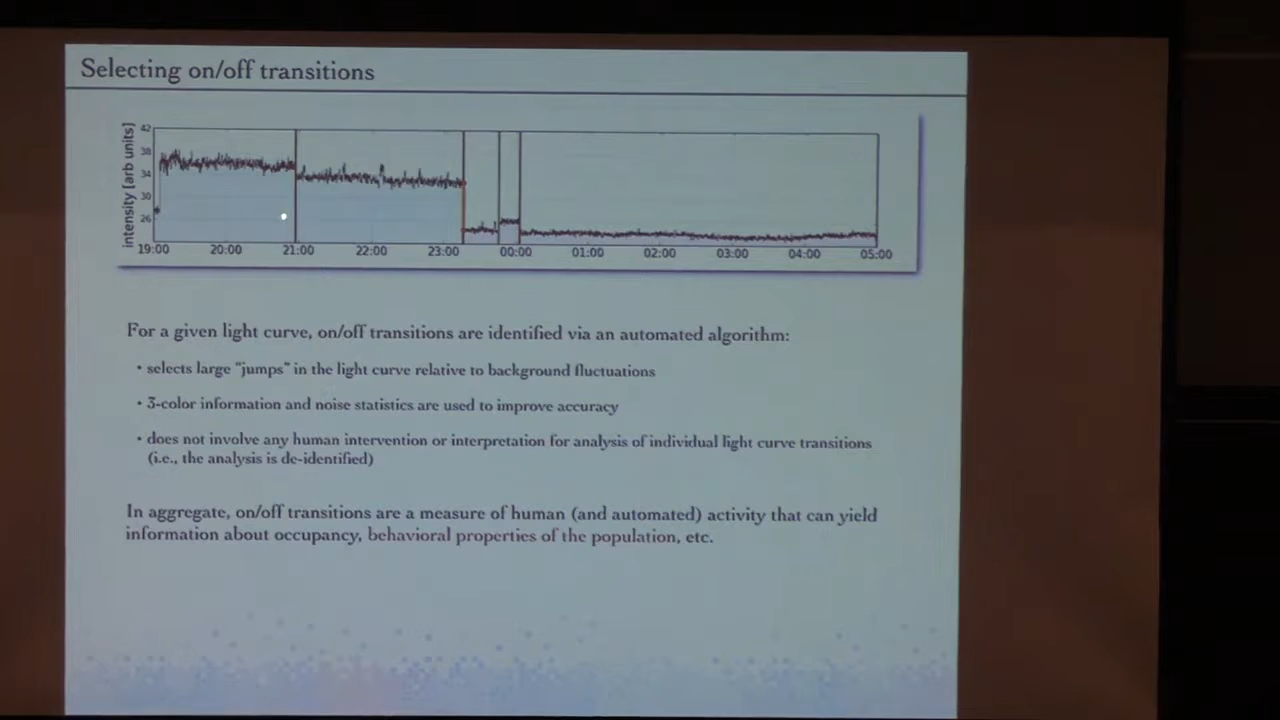 Selecting on/off transitions
intensity [arb units]
42
38
34
30
26
19:00 20:00 21:00 22:00 23:00 00:00 01:00 02:00 03:00 04:00 05:00
For a given light curve, on/off transitions are identified via an automated algorithm:
• selects large "jumps" in the light curve relative to background fluctuations
• 3-color information and noise statistics are used to improve accuracy
• does not involve any human intervention or interpretation for analysis of individual light curve transitions
(i.e., the analysis is de-identified)
In aggregate, on/off transitions are a measure of human (and automated) activity that can yield
information about occupancy, behavioral properties of the population, etc.